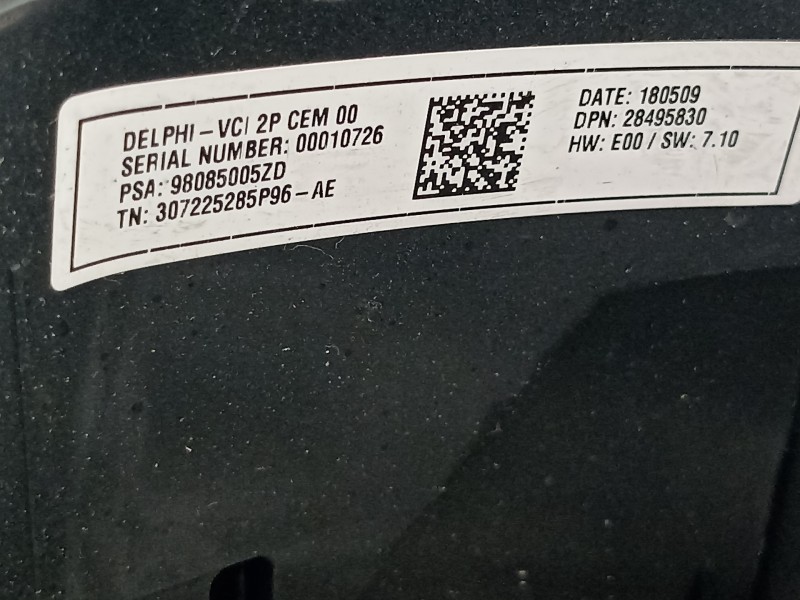 DELPHI-VCI 2P CEM 00
SERIAL NUMBER: 00010726
PSA: 98085005ZD
TN: 307225285P96-AE
DATE: 180509
DPN: 28495830
HW: E00 / SW: 7.10